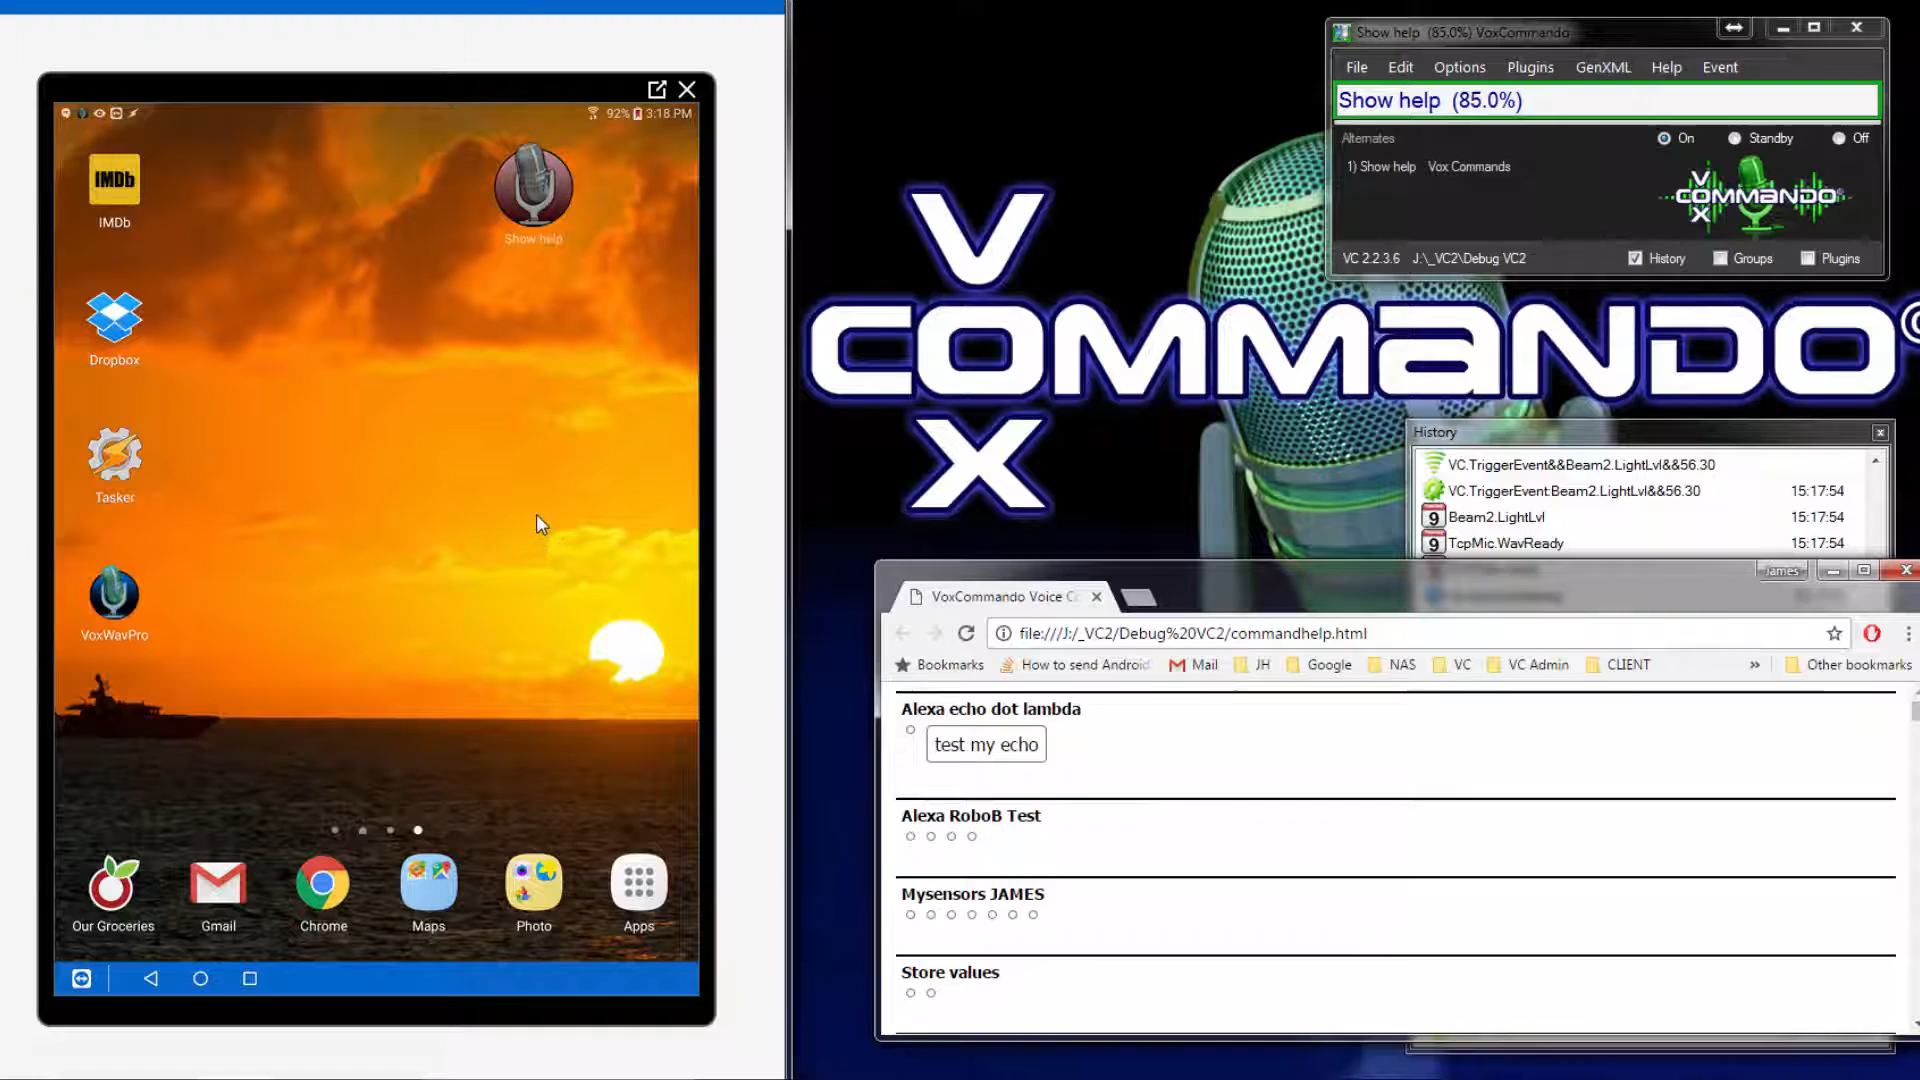 92% 3:18 PM
IMDb
IMDb
Show help
Dropbox
Tasker
VoxWavPro
Our Groceries
Gmail
Chrome
Maps
Photo
Apps
Show help (85.0%) VoxCommando
File Edit Options Plugins GenXML Help Event
Show help (85.0%)
Alternates
On Standby Off
1) Show help Vox Commands
VOX
COMMANDO
VC 2.2.3.6 J:\_VC2\Debug VC2
History Groups Plugins
VOX
COMMANDO®
History
VC.TriggerEvent&&Beam2.LightLvl&&56.30
VC.TriggerEvent:Beam2.LightLvl&&56.30 15:17:54
9 Beam2.LightLvl 15:17:54
9 TcpMic.WavReady 15:17:54
James
VoxCommando Voice C
file:///J:/_VC2/Debug%20VC2/commandhelp.html
Bookmarks How to send Android Mail JH Google NAS VC VC Admin CLIENT » Other bookmarks
Alexa echo dot lambda
test my echo
Alexa RoboB Test
Mysensors JAMES
Store values